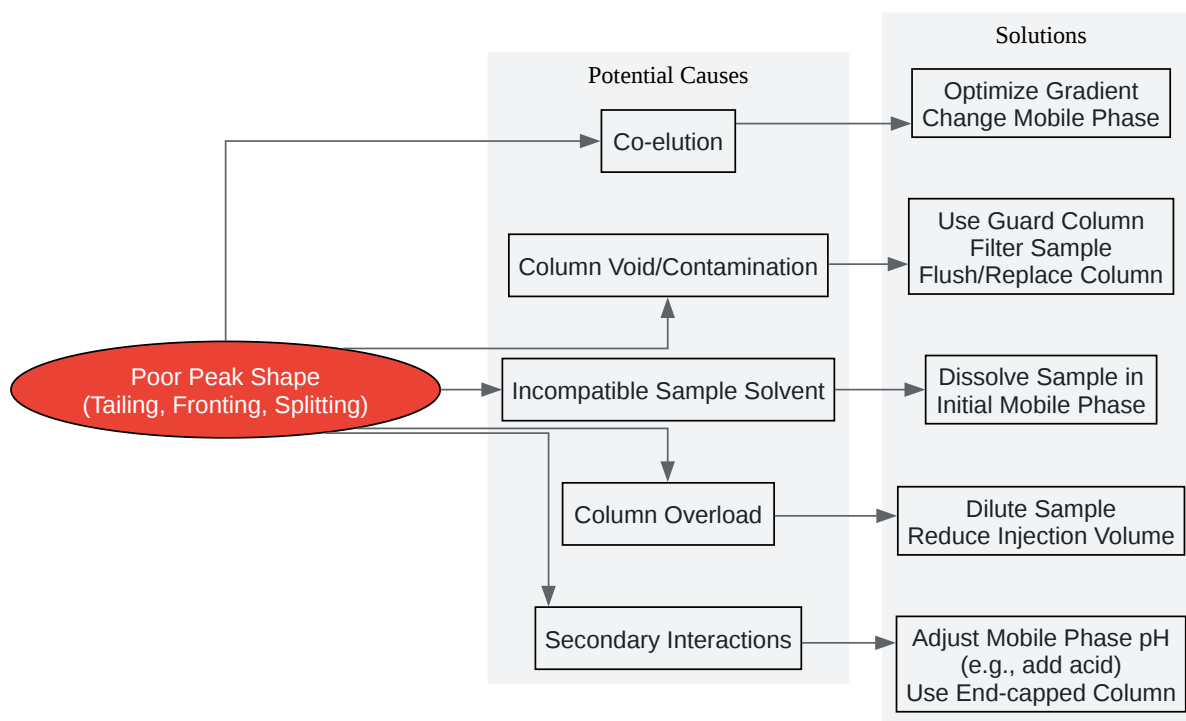 Solutions
Potential Causes
Optimize Gradient
Change Mobile Phase
Co-elution
Use Guard Column
Filter Sample
Flush/Replace Column
Column Void/Contamination
Poor Peak Shape
(Tailing, Fronting, Splitting)
Incompatible Sample Solvent
Dissolve Sample in
Initial Mobile Phase
Column Overload
Dilute Sample
Reduce Injection Volume
Secondary Interactions
Adjust Mobile Phase pH
(e.g., add acid)
Use End-capped Column